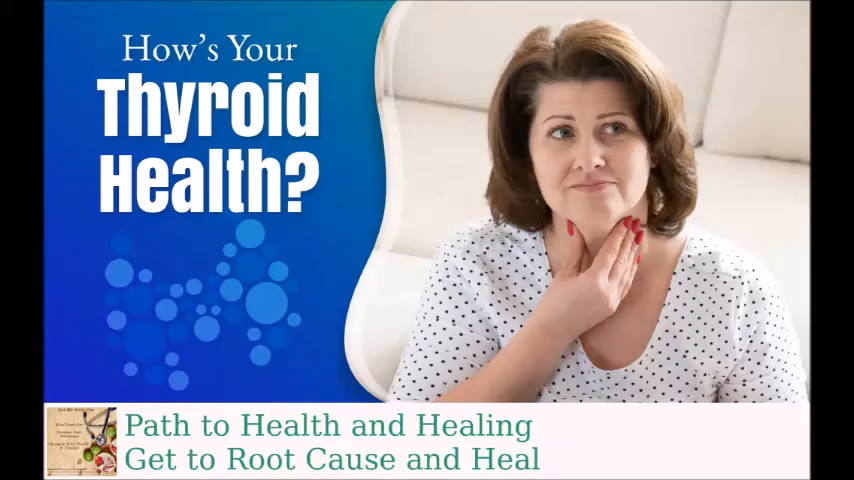 How's Your
Thyroid
Health?
Path to Health and Healing
Get to Root Cause and Heal